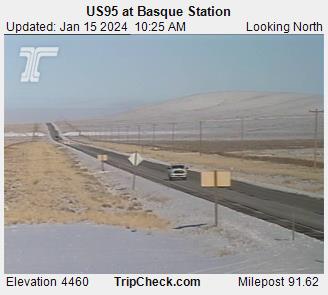 US95 at Basque Station
Updated: Jan 15 2024 10:25 AM Looking North
Elevation 4460 TripCheck.com Milepost 91.62